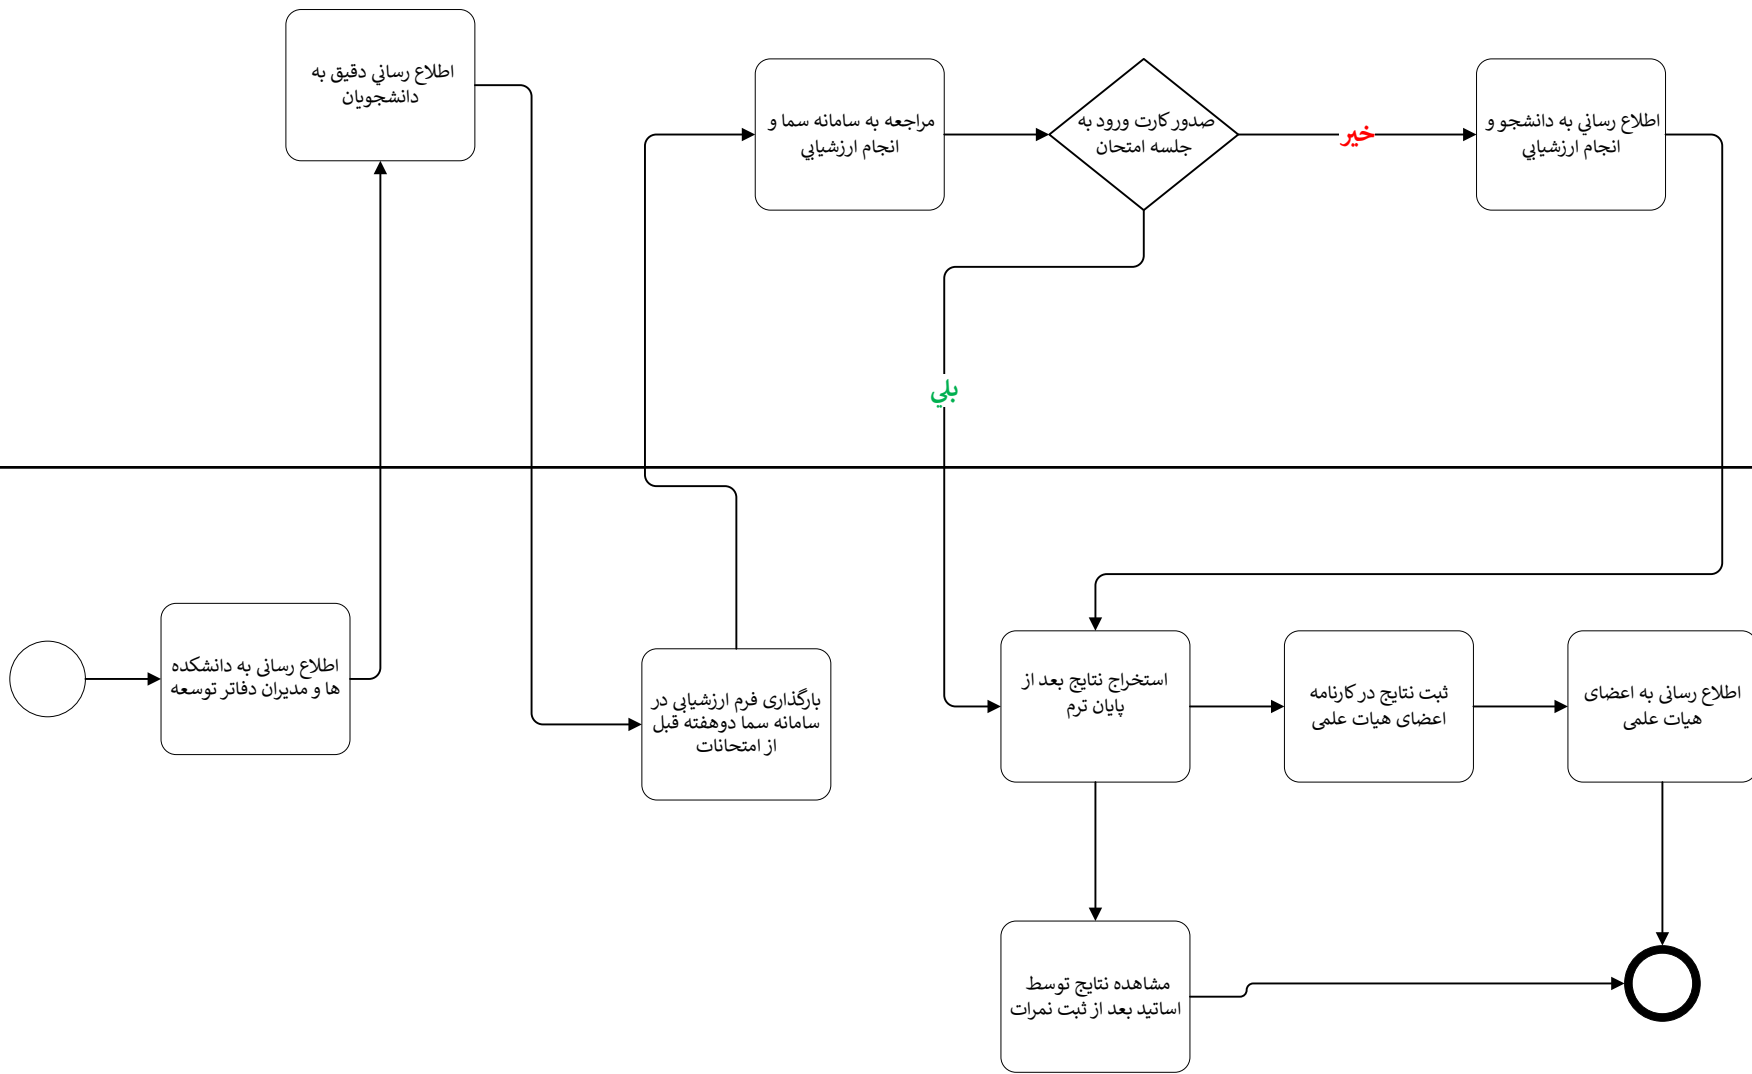 اطلاع رساني دقيق به
دانشجويان
مراجعه به سامانه سما و
انجام ارزشيابي
صدور کارت ورود به
جلسه امتحان
خير
اطلاع رساني به دانشجو و
انجام ارزشيابي
بلي
اطلاع رسانی به دانشکده
ها و مدیران دفاتر توسعه
بارگذاری فرم ارزشیابی در
سامانه سما دوهفته قبل
از امتحانات
استخراج نتایج بعد از
پایان ترم
ثبت نتایج در کارنامه
اعضای هیات علمی
اطلاع رسانی به اعضای
هیات علمی
مشاهده نتایج توسط
اساتید بعد از ثبت نمرات